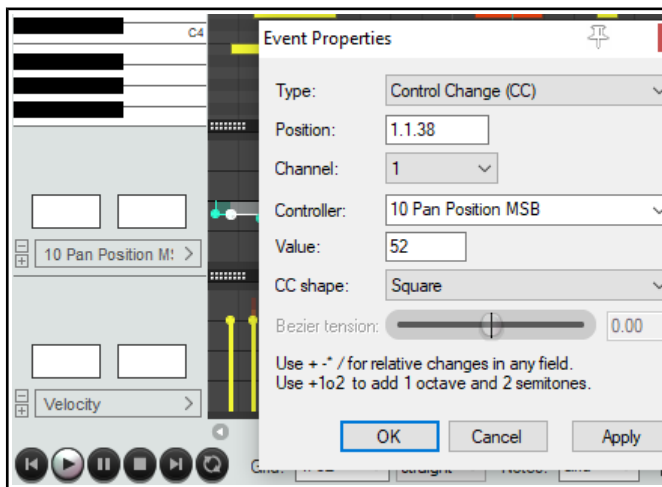 C4
Event Properties
Type: Control Change (CC)
Position: 1.1.38
Channel: 1
Controller: 10 Pan Position MSB
Value: 52
CC shape: Square
Bezier tension: 0.00
Use + -* / for relative changes in any field.
Use +1o2 to add 1 octave and 2 semitones.
OK Cancel Apply
10 Pan Position M
Velocity